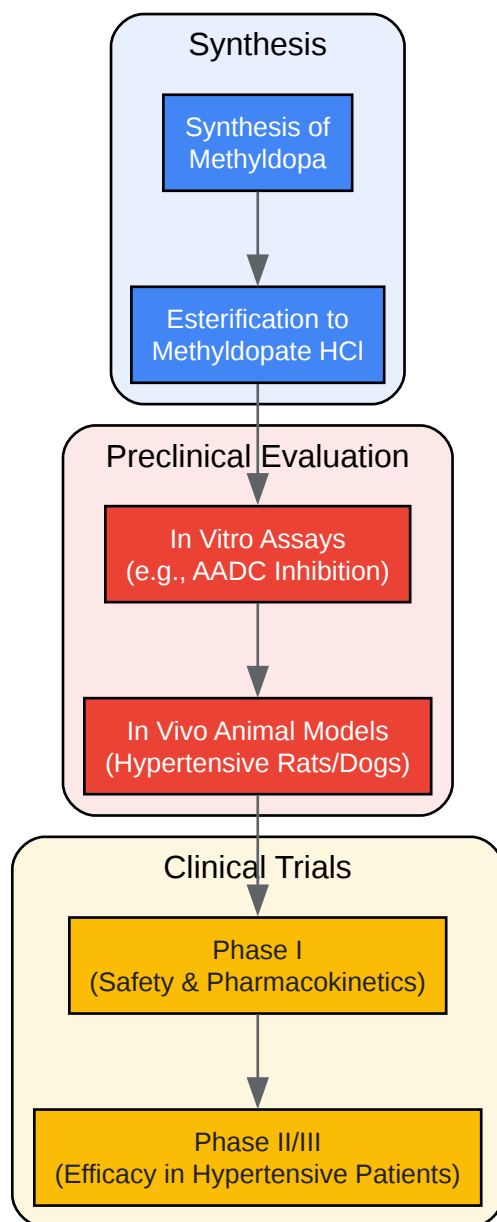 Synthesis
Synthesis of
Methyldopa
Esterification to
Methyldopate HCl
Preclinical Evaluation
In Vitro Assays
(e.g., AADC Inhibition)
In Vivo Animal Models
(Hypertensive Rats/Dogs)
Clinical Trials
Phase I
(Safety & Pharmacokinetics)
Phase II/III
(Efficacy in Hypertensive Patients)